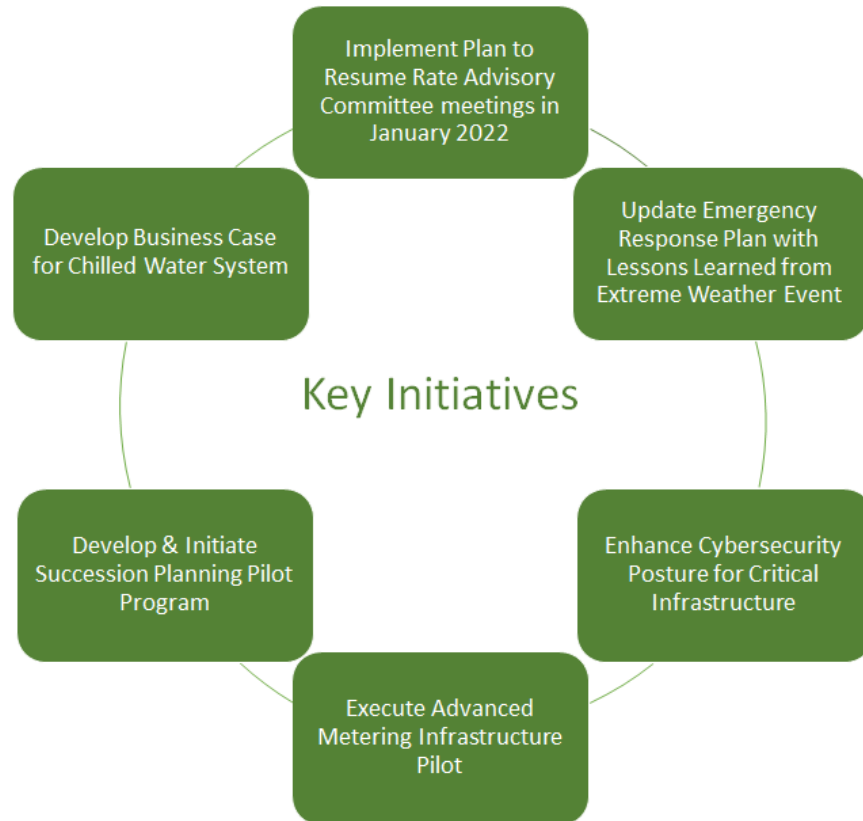 Implement Plan to
Resume Rate Advisory
Committee meetings in
January 2022
Update Emergency
Response Plan with
Lessons Learned from
Extreme Weather Event
Enhance Cybersecurity
Posture for Critical
Infrastructure
Execute Advanced
Metering Infrastructure
Pilot
Develop & Initiate
Succession Planning Pilot
Program
Develop Business Case
for Chilled Water System
Key Initiatives